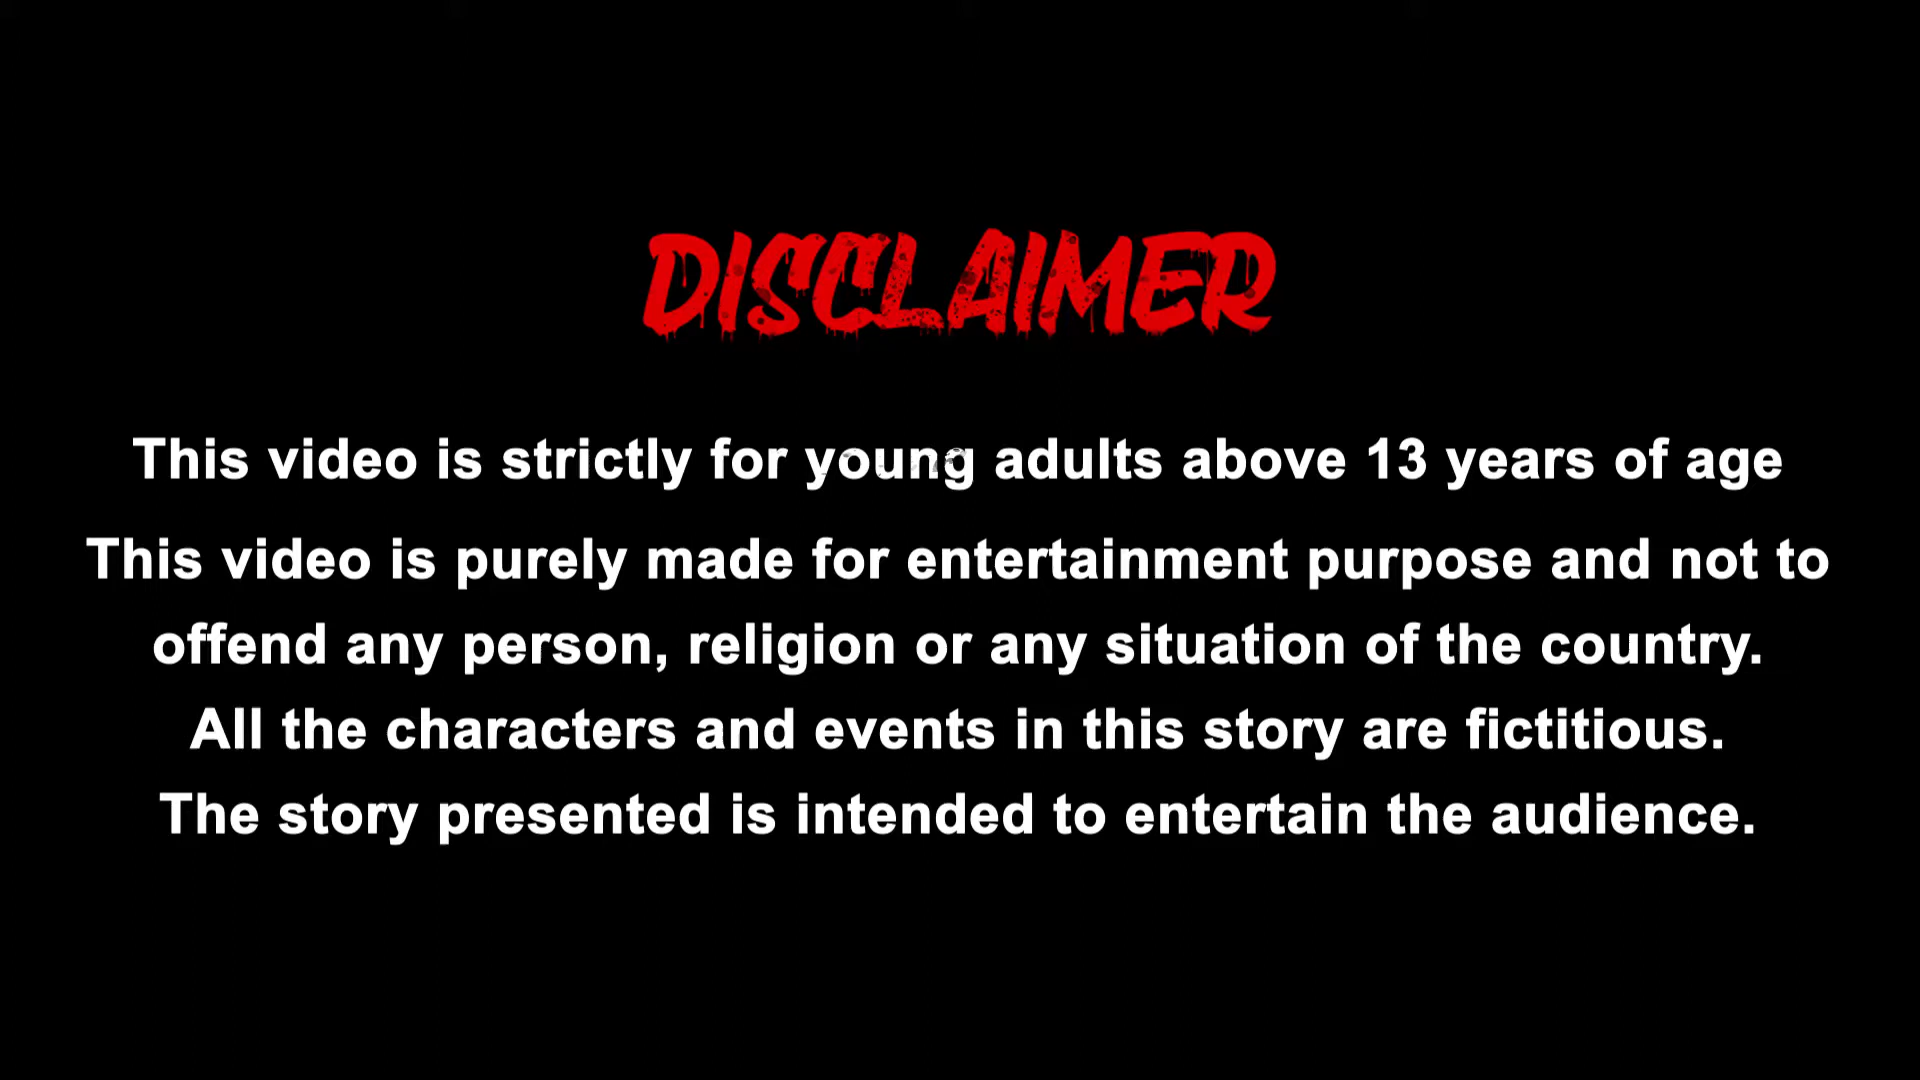 DISCLAIMER
This video is strictly for young adults above 13 years of age
This video is purely made for entertainment purpose and not to
offend any person, religion or any situation of the country.
All the characters and events in this story are fictitious.
The story presented is intended to entertain the audience.